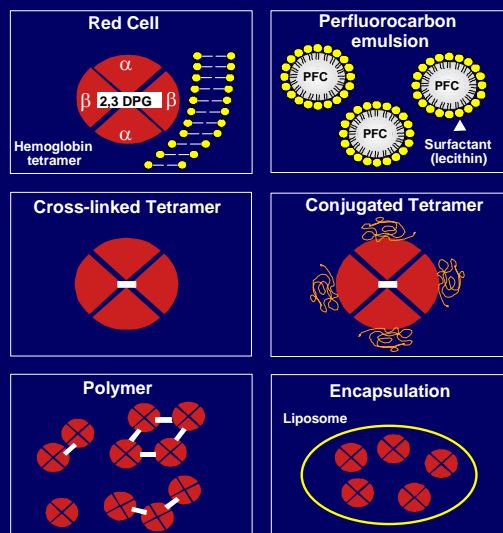 Red Cell
α
β 2,3 DPG β
α
Hemoglobin
tetramer
Perfluorocarbon
emulsion
PFC
PFC
PFC
Surfactant
(lecithin)
Cross-linked Tetramer
Conjugated Tetramer
Polymer
Encapsulation
Liposome